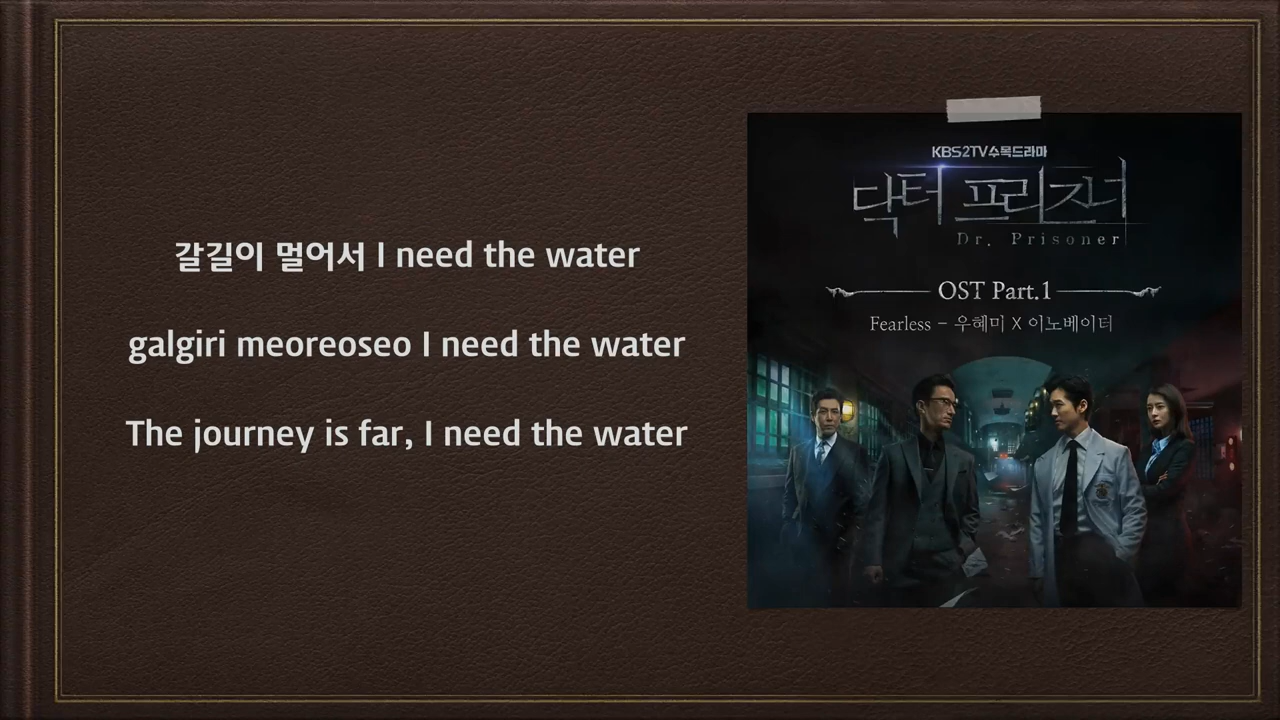 갈길이 멀어서 I need the water
galgiri meoreoseo I need the water
The journey is far, I need the water
KBS2TV수목드라마
닥터 프리즈너
Dr. Prisoner
OST Part.1
Fearless - 우혜미 X 이노베이터